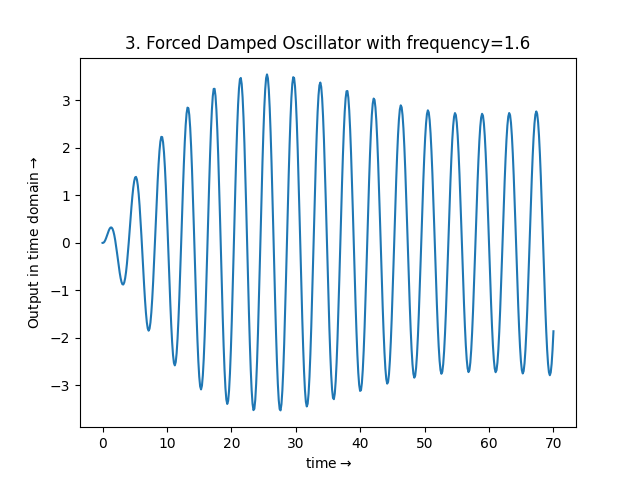 3. Forced Damped Oscillator with frequency=1.6
Output in time domain→
3
2
1
0
−1
−2
−3
0 10 20 30 40 50 60 70
time→